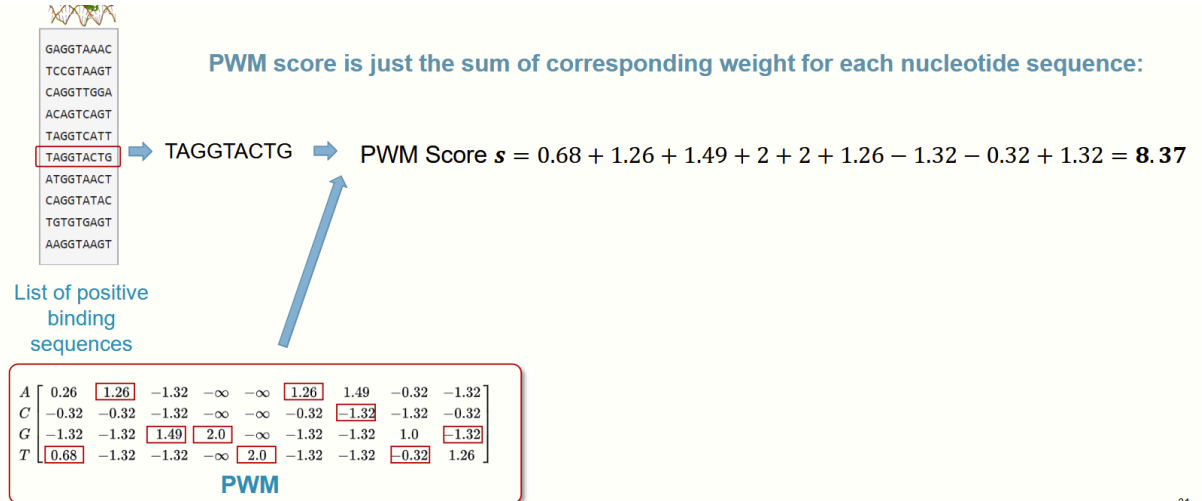 PWM score is just the sum of corresponding weight for each nucleotide sequence:
GAGGTAAAC
TCCGTAAGT
CAGGTTGGA
ACAGTCAGT
TAGGTCATT
TAGGTACTG
ATGGTAACT
CAGGTATAC
TGTGTGAGT
AAGGTAAGT
TAGGTACTG
PWM Score s = 0.68 + 1.26 + 1.49 + 2 + 2 + 1.26 − 1.32 − 0.32 + 1.32 = 8.37
List of positive
binding
sequences
A 0.26 1.26 −1.32 −∞ −∞ 1.26 1.49 −0.32 −1.32
C −0.32 −0.32 −1.32 −∞ −∞ −0.32 −1.32 −1.32 −0.32
G −1.32 −1.32 1.49 2.0 −∞ −1.32 −1.32 1.0 −1.32
T 0.68 −1.32 −1.32 −∞ 2.0 −1.32 −1.32 −0.32 1.26
PWM